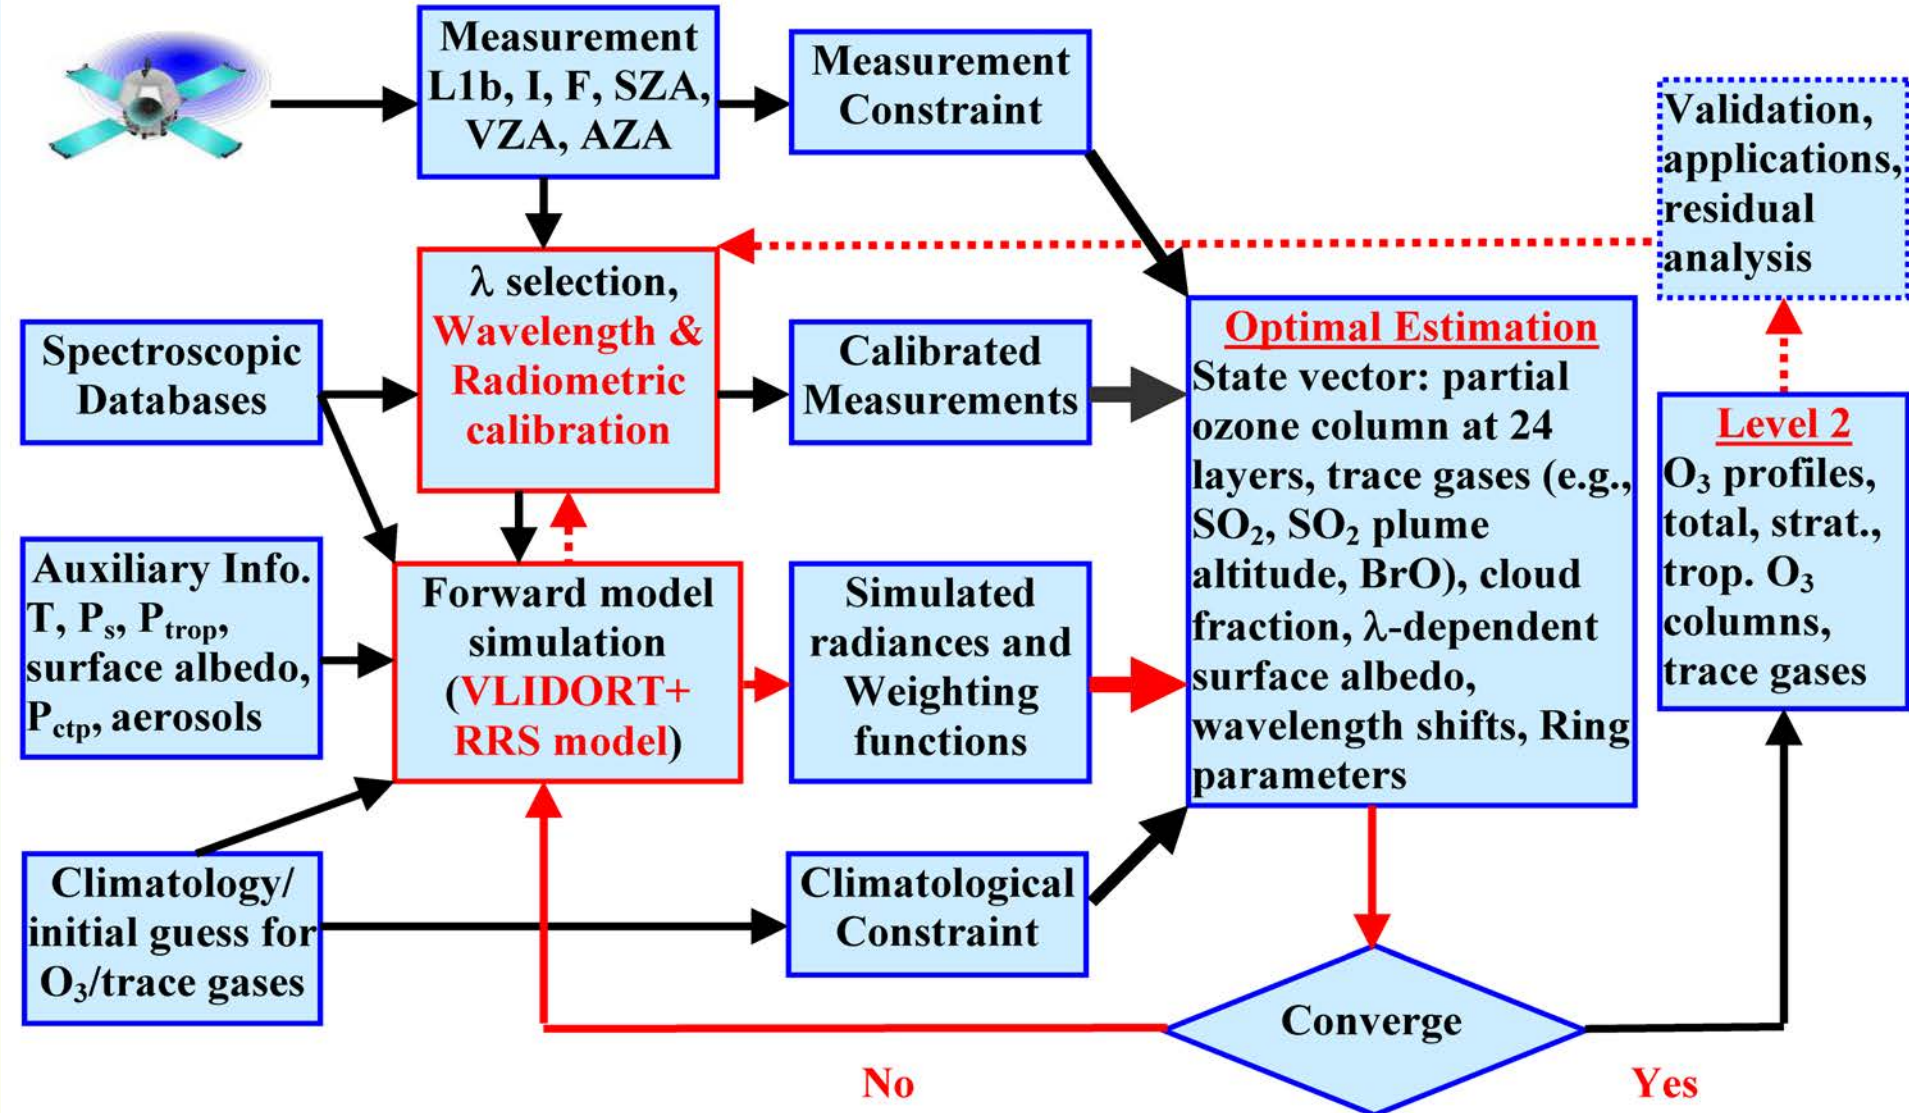 Measurement
L1b, I, F, SZA,
VZA, AZA
Measurement
Constraint
Validation,
applications,
residual
analysis
λ selection,
Wavelength &
Radiometric
calibration
Spectroscopic
Databases
Calibrated
Measurements
Optimal Estimation
State vector: partial
ozone column at 24
layers, trace gases (e.g.,
SO₂, SO₂ plume
altitude, BrO), cloud
fraction, λ-dependent
surface albedo,
wavelength shifts, Ring
parameters
Level 2
O₃ profiles,
total, strat.,
trop. O₃
columns,
trace gases
Auxiliary Info.
T, Pₛ, Pₜᵣₒₚ,
surface albedo,
P_ctp, aerosols
Forward model
simulation
(VLIDORT+
RRS model)
Simulated
radiances and
Weighting
functions
Climatology/
initial guess for
O₃/trace gases
Climatological
Constraint
Converge
No
Yes